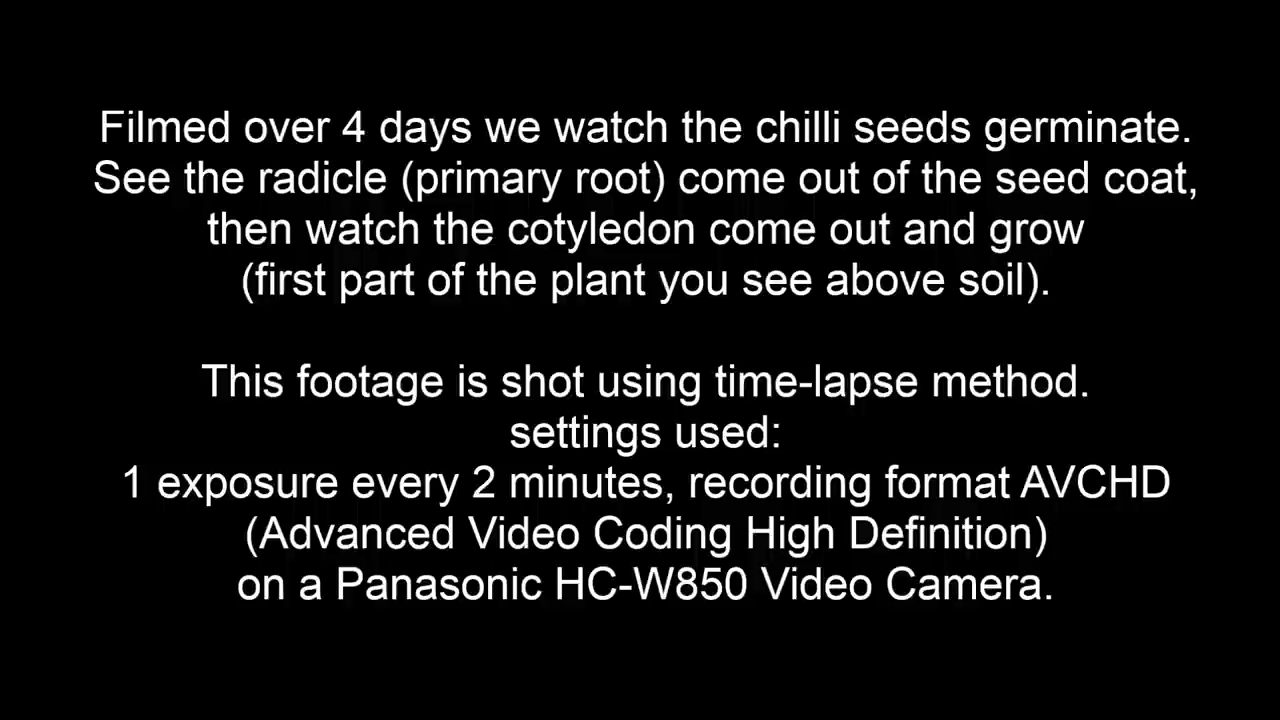 Filmed over 4 days we watch the chilli seeds germinate.
See the radicle (primary root) come out of the seed coat,
then watch the cotyledon come out and grow
(first part of the plant you see above soil).
This footage is shot using time-lapse method.
settings used:
1 exposure every 2 minutes, recording format AVCHD
(Advanced Video Coding High Definition)
on a Panasonic HC-W850 Video Camera.